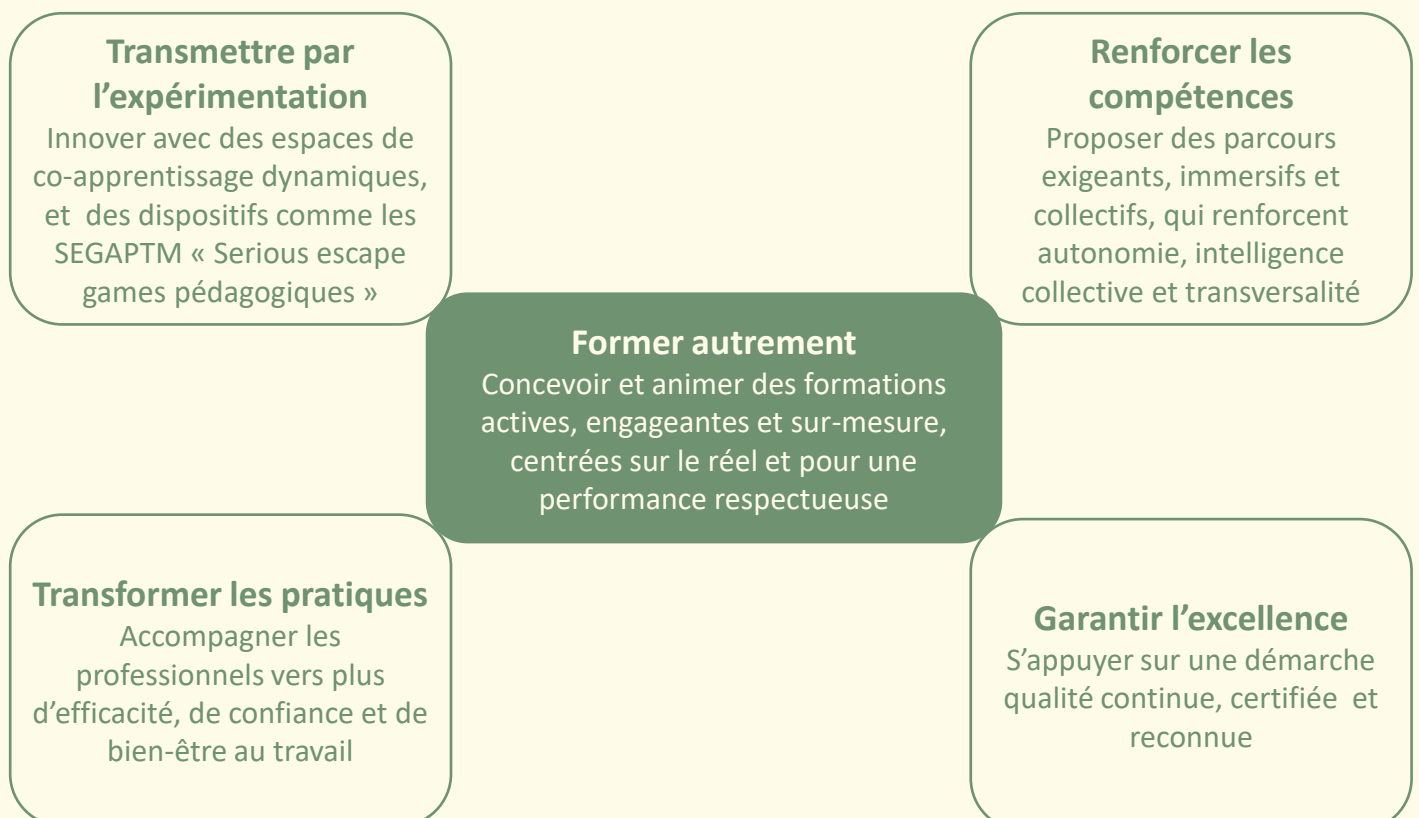 Transmettre par
l'expérimentation
Innover avec des espaces de
co-apprentissage dynamiques,
et  des dispositifs comme les
SEGAPTM « Serious escape
games pédagogiques »
Renforcer les
compétences
Proposer des parcours
exigeants, immersifs et
collectifs, qui renforcent
autonomie, intelligence
collective et transversalité
Former autrement
Concevoir et animer des formations
actives, engageantes et sur-mesure,
centrées sur le réel et pour une
performance respectueuse
Transformer les pratiques
Accompagner les
professionnels vers plus
d'efficacité, de confiance et de
bien-être au travail
Garantir l'excellence
S'appuyer sur une démarche
qualité continue, certifiée  et
reconnue